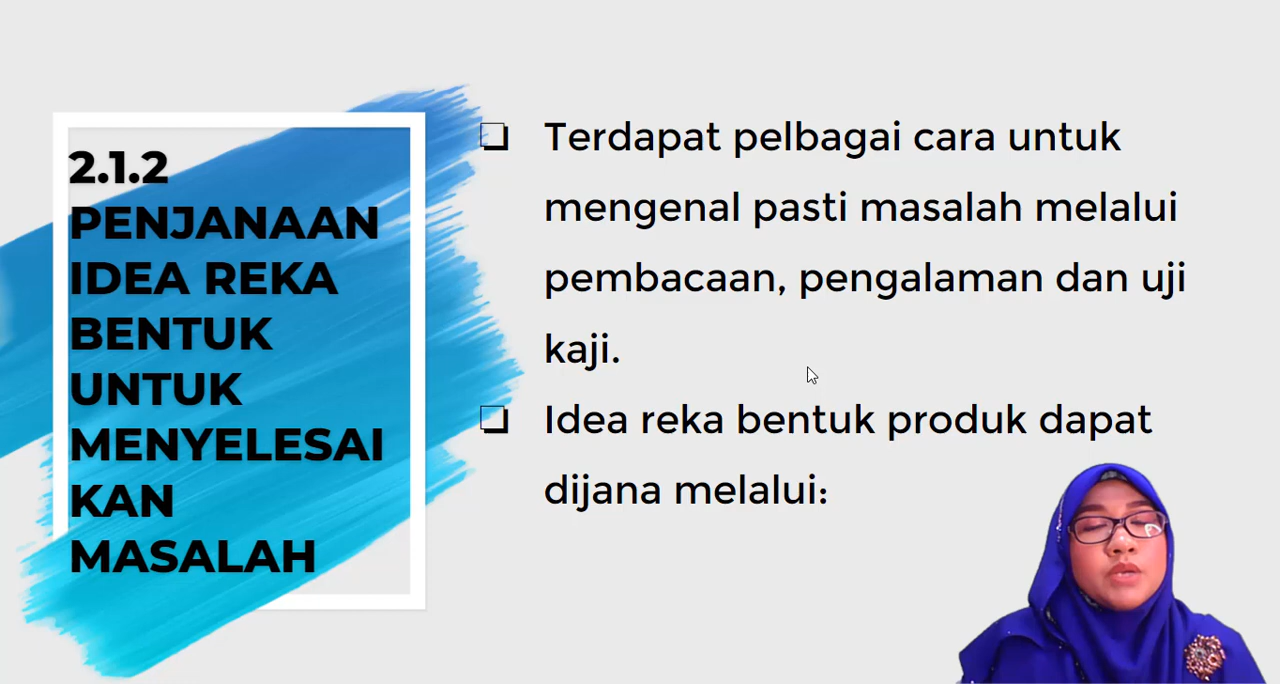 2.1.2
PENJANAAN
IDEA REKA
BENTUK
UNTUK
MENYELESAI
KAN
MASALAH
Terdapat pelbagai cara untuk
mengenal pasti masalah melalui
pembacaan, pengalaman dan uji
kaji.
Idea reka bentuk produk dapat
dijana melalui: